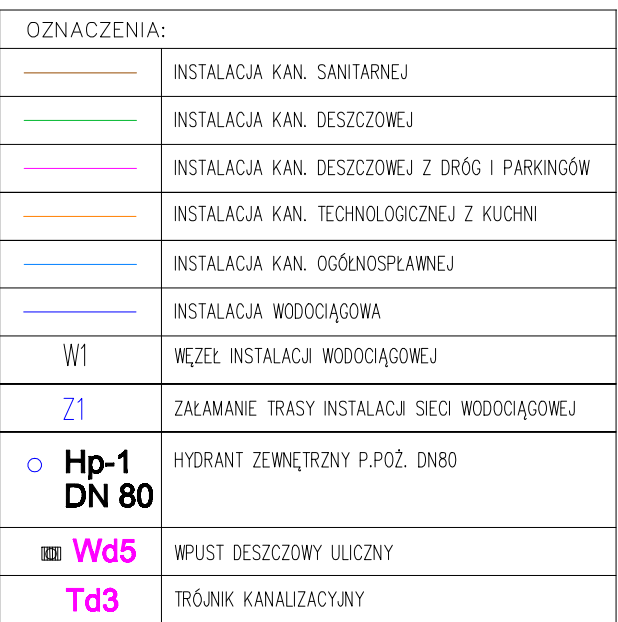 OZNACZENIA:
INSTALACJA KAN. SANITARNEJ
INSTALACJA KAN. DESZCZOWEJ
INSTALACJA KAN. DESZCZOWEJ Z DRÓG I PARKINGÓW
INSTALACJA KAN. TECHNOLOGICZNEJ Z KUCHNI
INSTALACJA KAN. OGÓŁNOSPŁAWNEJ
INSTALACJA WODOCIĄGOWA
W1 WĘZEŁ INSTALACJI WODOCIĄGOWEJ
Z1 ZAŁAMANIE TRASY INSTALACJI SIECI WODOCIĄGOWEJ
Hp-1 HYDRANT ZEWNĘTRZNY P.POŻ. DN80
DN 80
Wd5 WPUST DESZCZOWY ULICZNY
Td3 TRÓJNIK KANALIZACYJNY